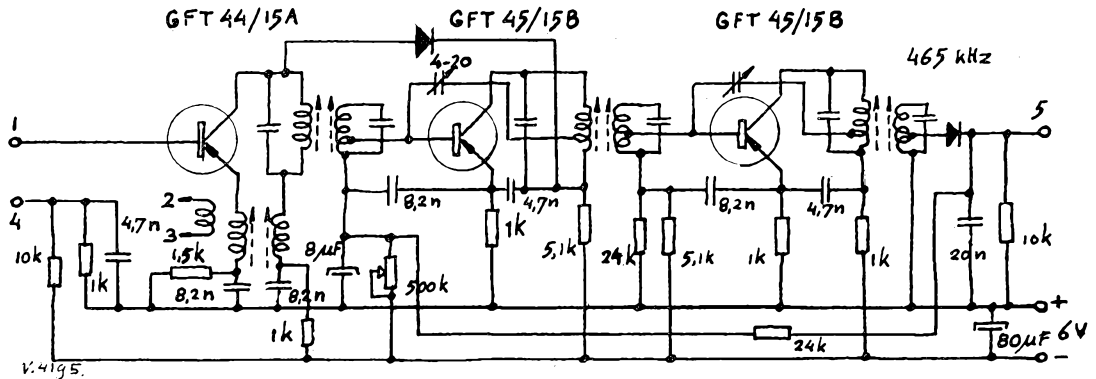 GFT 44/15A GFT 45/15B GFT 45/15B
465 kHz
4-20
1
5
4
2
3
4,7n
8,2n
4,7n
8,2n
4,7n
1k
5,1k
24k
5,1k
1k
1k
20n
10k
10k
1k
1,5k
8,2n
8,2n
8µF
500k
1k
24k
80µF
6V
+
-
V.4195.